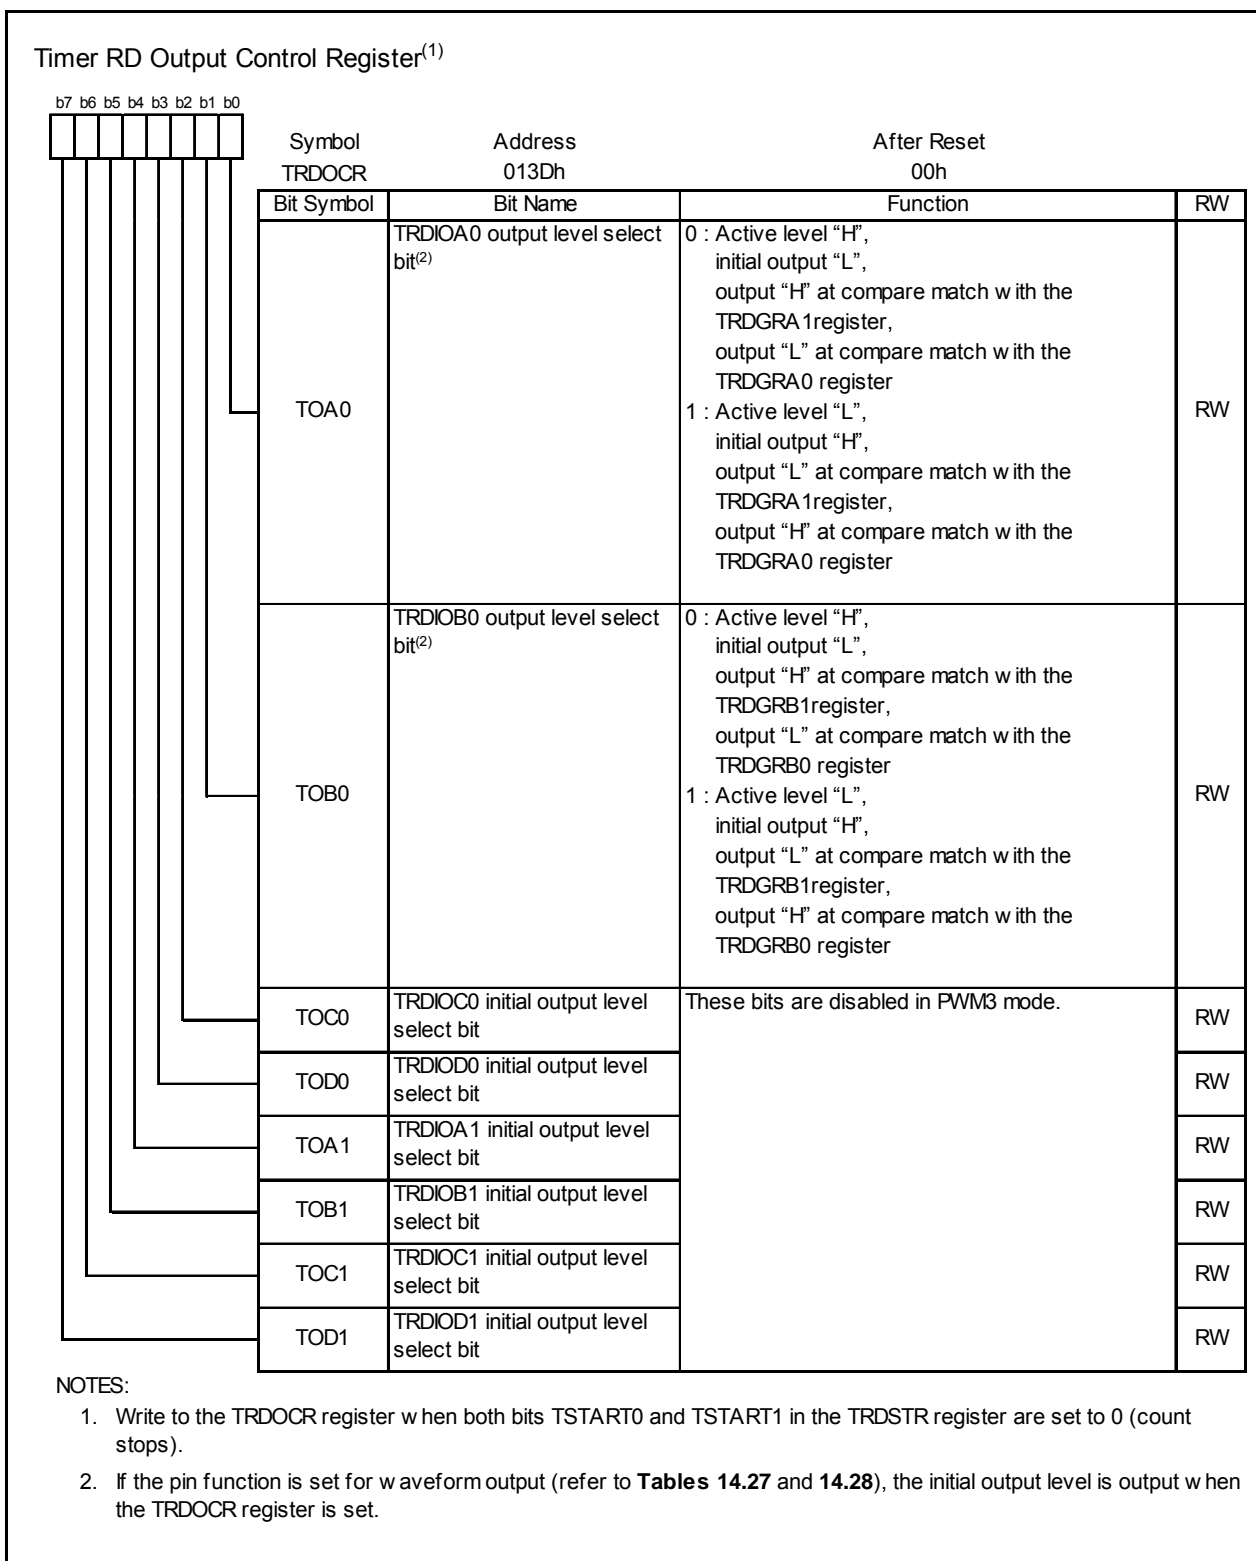 Timer RD Output Control Register(1)
b7 b6 b5 b4 b3 b2 b1 b0
Symbol Address After Reset
TRDOCR 013Dh 00h
Bit Symbol Bit Name Function RW
TOA0
TRDIOA0 output level select
bit(2)
0 : Active level “H”,
initial output “L”,
output “H” at compare match with the
TRDGRA1register,
output “L” at compare match with the
TRDGRA0 register
1 : Active level “L”,
initial output “H”,
output “L” at compare match with the
TRDGRA1register,
output “H” at compare match with the
TRDGRA0 register
RW
TOB0
TRDIOB0 output level select
bit(2)
0 : Active level “H”,
initial output “L”,
output “H” at compare match with the
TRDGRB1register,
output “L” at compare match with the
TRDGRB0 register
1 : Active level “L”,
initial output “H”,
output “L” at compare match with the
TRDGRB1register,
output “H” at compare match with the
TRDGRB0 register
RW
TOC0
TRDIOC0 initial output level
select bit
These bits are disabled in PWM3 mode.
RW
TOD0
TRDIOD0 initial output level
select bit
RW
TOA1
TRDIOA1 initial output level
select bit
RW
TOB1
TRDIOB1 initial output level
select bit
RW
TOC1
TRDIOC1 initial output level
select bit
RW
TOD1
TRDIOD1 initial output level
select bit
RW
NOTES:
1. Write to the TRDOCR register when both bits TSTART0 and TSTART1 in the TRDSTR register are set to 0 (count
stops).
2. If the pin function is set for waveform output (refer to Tables 14.27 and 14.28), the initial output level is output when
the TRDOCR register is set.